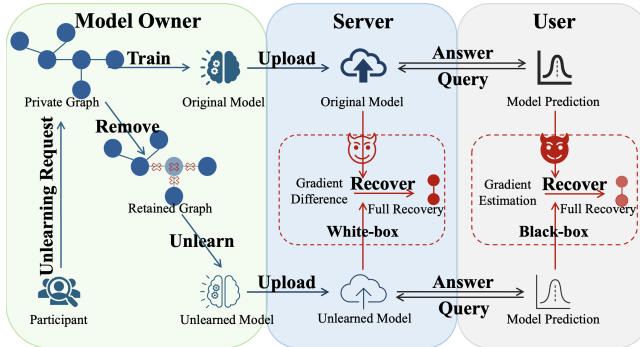 Model Owner
Server
User
Train
Upload
Answer
Query
Private Graph
Original Model
Original Model
Model Prediction
Remove
Unlearning Request
Gradient
Difference
Recover
Full Recovery
White-box
Gradient
Estimation
Recover
Full Recovery
Black-box
Retained Graph
Unlearn
Upload
Answer
Query
Participant
Unlearned Model
Unlearned Model
Model Prediction